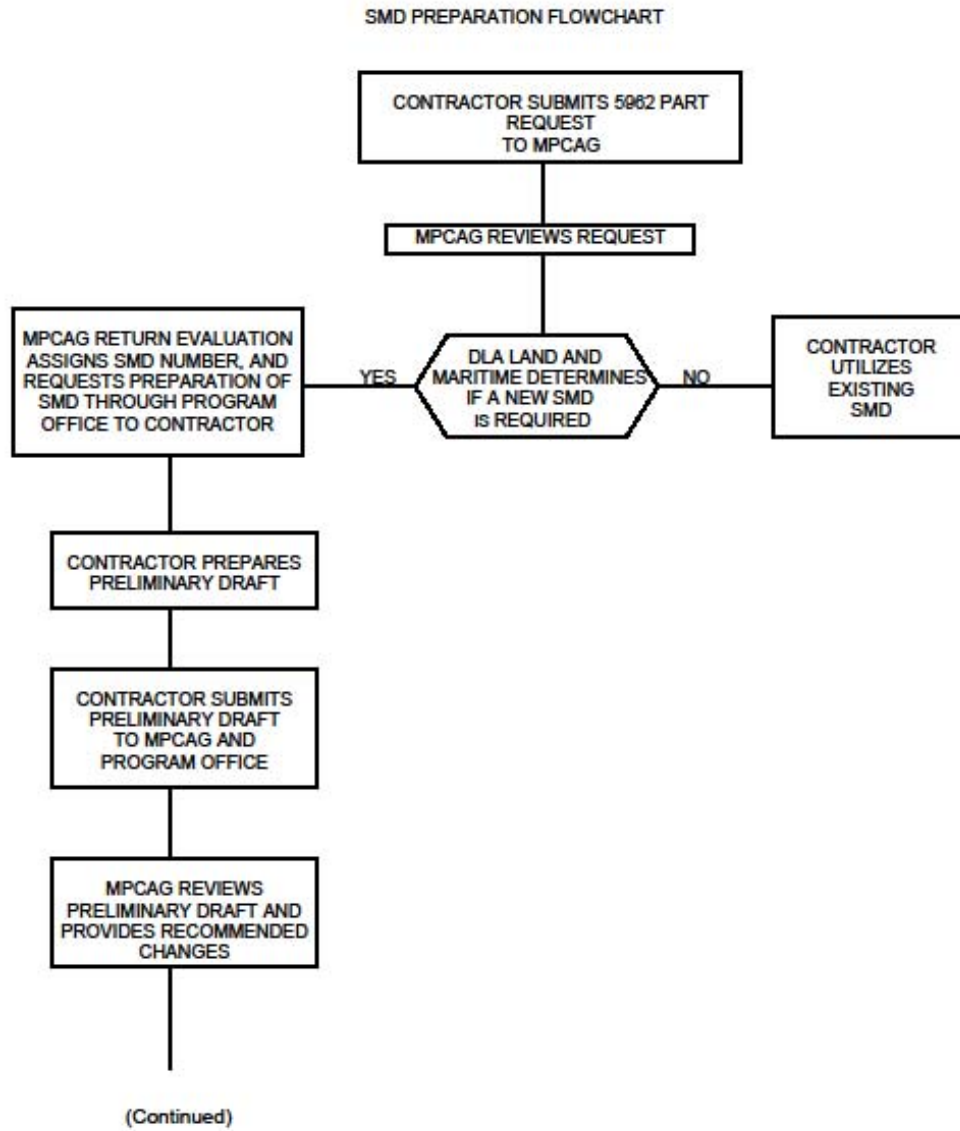 SMD PREPARATION FLOWCHART
CONTRACTOR SUBMITS 5962 PART
REQUEST
TO MPCAG
MPCAG REVIEWS REQUEST
MPCAG RETURN EVALUATION
ASSIGNS SMD NUMBER, AND
REQUESTS PREPARATION OF
SMD THROUGH PROGRAM
OFFICE TO CONTRACTOR
YES
DLA LAND AND
MARITIME DETERMINES
IF A NEW SMD
is REQUIRED
NO
CONTRACTOR
UTILIZES
EXISTING
SMD
CONTRACTOR PREPARES
PRELIMINARY DRAFT
CONTRACTOR SUBMITS
PRELIMINARY DRAFT
TO MPCAG AND
PROGRAM OFFICE
MPCAG REVIEWS
PRELIMINARY DRAFT AND
PROVIDES RECOMMENDED
CHANGES
(Continued)